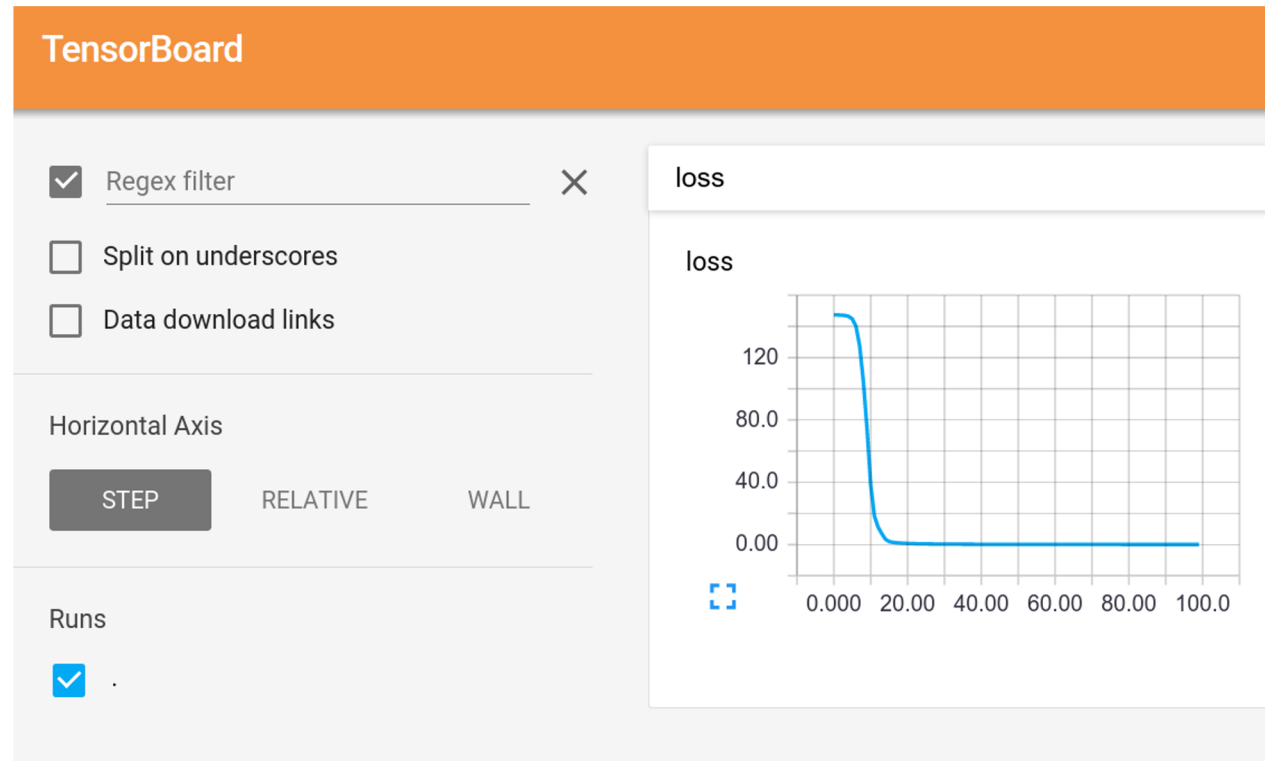 TensorBoard
Regex filter
Split on underscores
Data download links
Horizontal Axis
STEP RELATIVE WALL
Runs
.
loss
loss
120
80.0
40.0
0.00
0.000 20.00 40.00 60.00 80.00 100.0